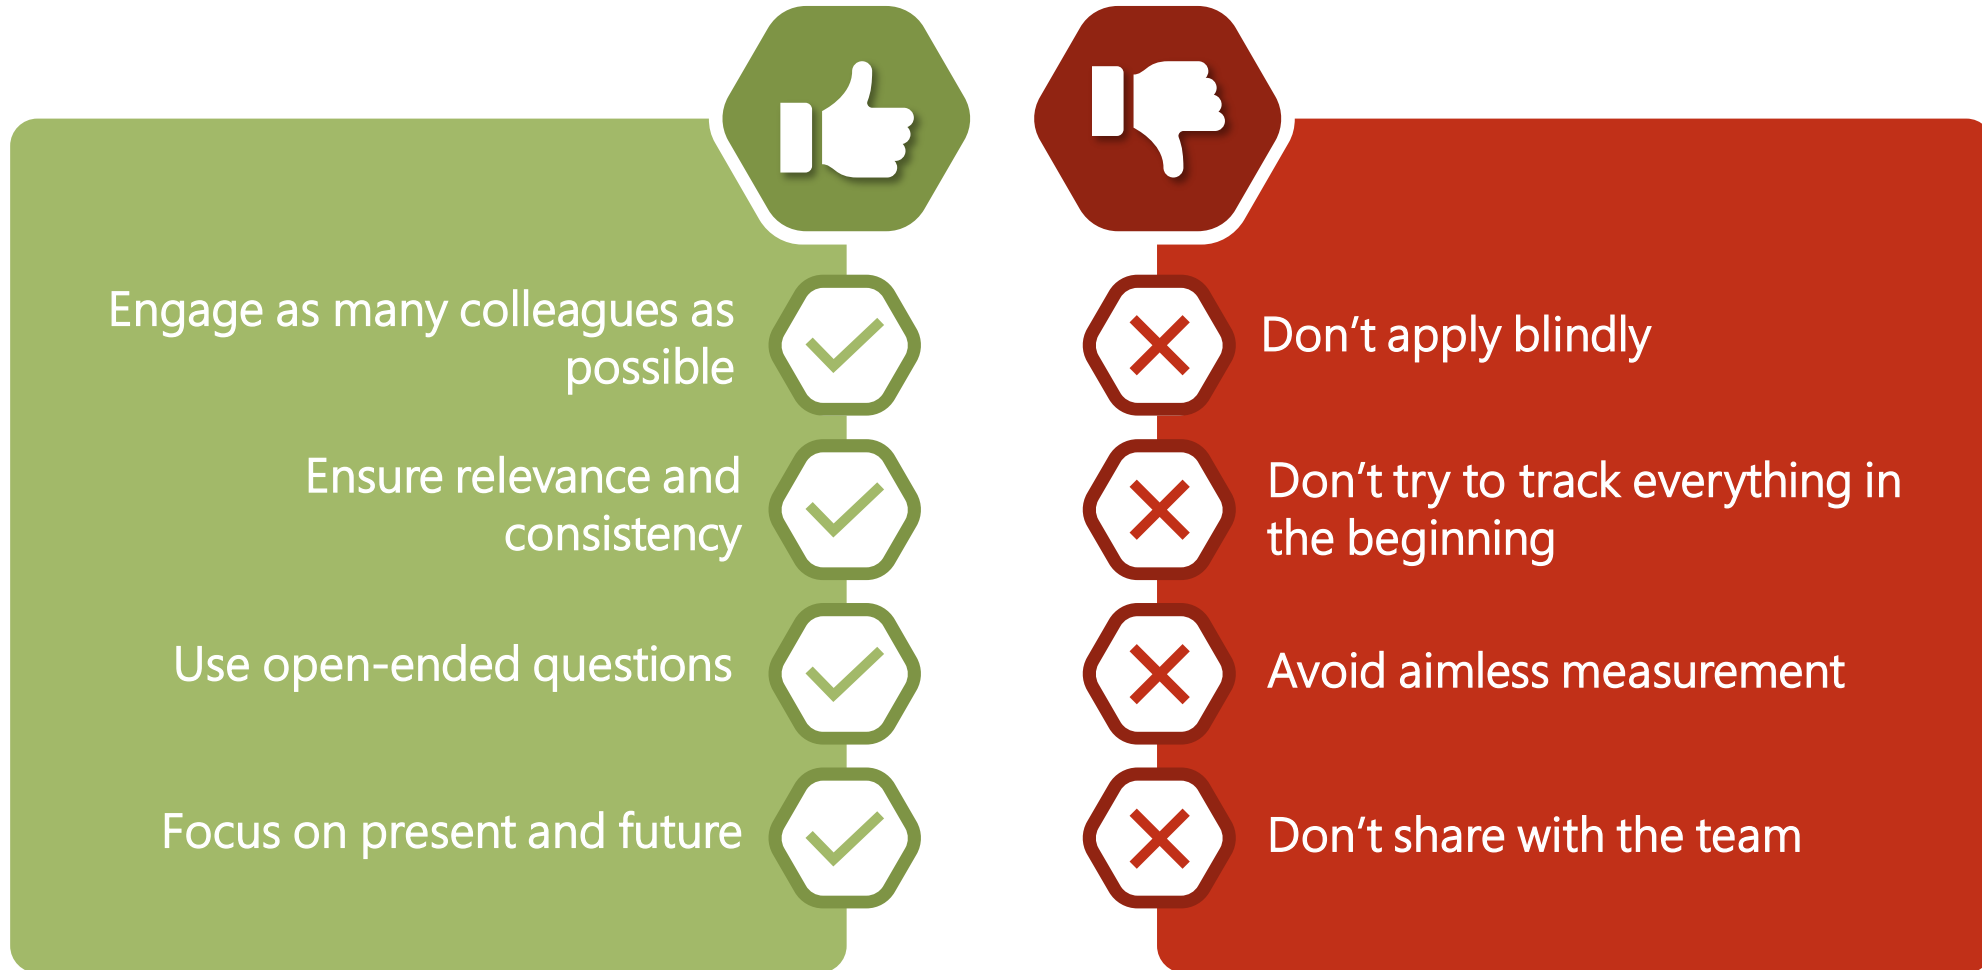 Engage as many colleagues as
possible
Ensure relevance and
consistency
Use open-ended questions
Focus on present and future
Don't apply blindly
Don't try to track everything in
the beginning
Avoid aimless measurement
Don't share with the team